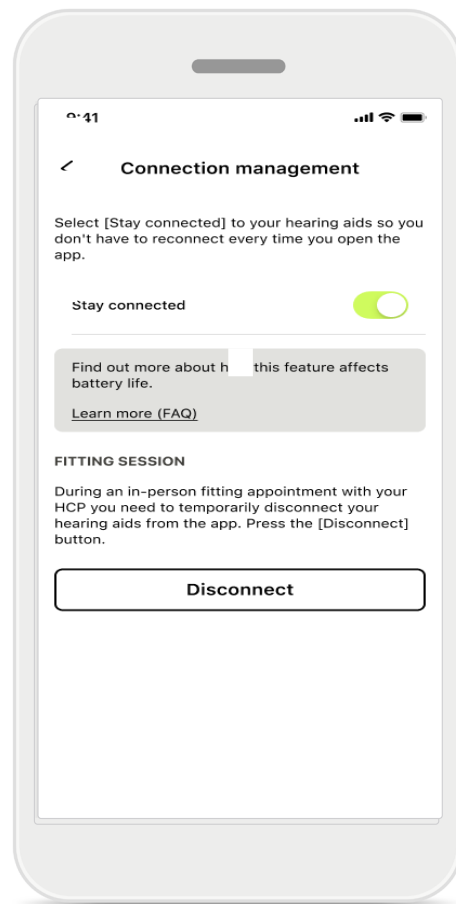 9:41
Connection management
Select [Stay connected] to your hearing aids so you
don't have to reconnect every time you open the
app.
Stay connected
Find out more about this feature affects
battery life.
Learn more (FAQ)
FITTING SESSION
During an in-person fitting appointment with your
HCP you need to temporarily disconnect your
hearing aids from the app. Press the [Disconnect]
button.
Disconnect